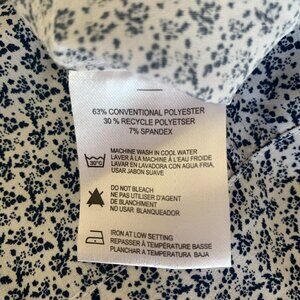 63% CONVENTIONAL POLYESTER
30 % RECYCLE POLYETSER
7% SPANDEX
MACHINE WASH IN COOL WATER
LAVER À LA MACHINE À L'EAU FROIDE
LAVAR EN LAVADORA CON AGUA FRIA,
USAR JABON SUAVE
30°C
DO NOT BLEACH
NE PAS UTILISER D'AGENT
DE BLANCHIMENT
NO USAR. BLANQUEADOR
IRON AT LOW SETTING
REPASSER À TEMPÉRATURE BASSE
PLANCHAR A TEMPERATURA BAJA